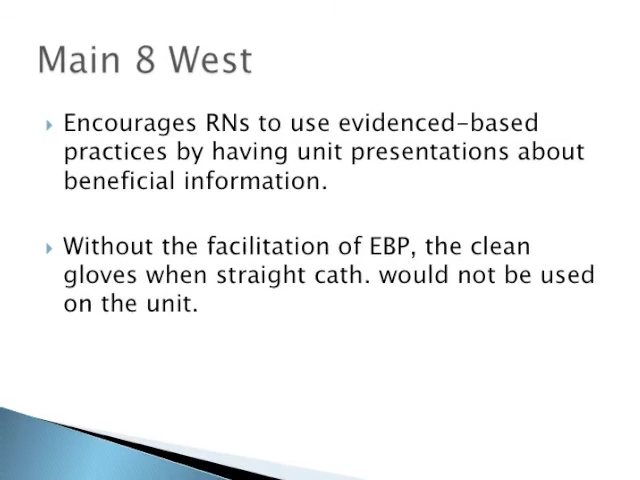 Main 8 West
Encourages RNs to use evidenced-based
practices by having unit presentations about
beneficial information.
Without the facilitation of EBP, the clean
gloves when straight cath. would not be used
on the unit.